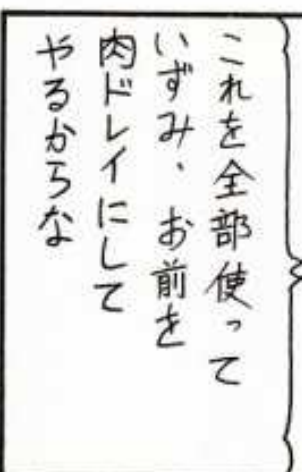 これを全部使って
いずみ、お前を
肉ドレイにして
やるからな